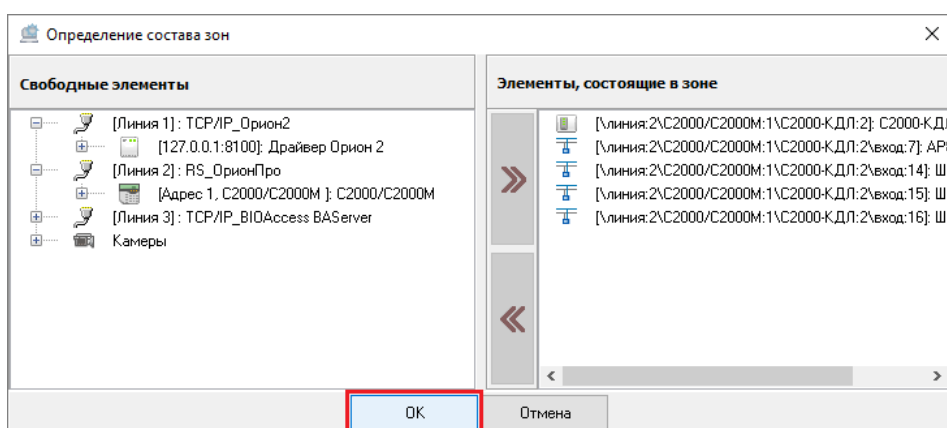 Определение состава зон
Свободные элементы
[Линия 1] : TCP/IP_Орион2
[127.0.0.1:8100]: Драйвер Орион 2
[Линия 2] : RS_ОрионПро
[Адрес 1, С2000/С2000М ]: С2000/С2000М
[Линия 3] : TCP/IP_BIOAccess BAServer
Камеры
Элементы, состоящие в зоне
[\линия:2\С2000/С2000М:1\С2000-КДЛ:2]: С2000-КД
[\линия:2\С2000/С2000М:1\С2000-КДЛ:2\вход:7]: АР
[\линия:2\С2000/С2000М:1\С2000-КДЛ:2\вход:14]: Ш
[\линия:2\С2000/С2000М:1\С2000-КДЛ:2\вход:15]: Ш
[\линия:2\С2000/С2000М:1\С2000-КДЛ:2\вход:16]: Ш
OK
Отмена